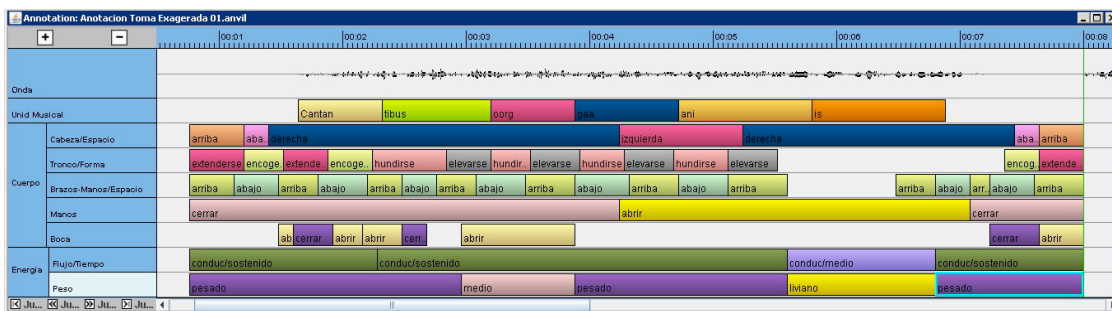 Annotation: Anotacion Toma Exagerada 01.anvil
+ − 00:01 00:02 00:03 00:04 00:05 00:06 00:07 00:08
Onda
Unid Musical Cantan tibus oorg gaa ani is
Cuerpo
Cabeza/Espacio arriba aba.. derecha izquierda derecha aba.. arriba
Tronco/Forma extenderse encoge.. extende.. encoge.. hundirse elevarse hundir.. elevarse hundirse elevarse hundirse elevarse encog.. extende..
Brazos-Manos/Espacio arriba abajo arriba abajo arriba abajo arriba abajo arriba abajo arriba abajo arriba arriba abajo arr.. abajo arriba
Manos cerrar abrir cerrar
Boca ab cerrar abrir abrir cerr.. abrir cerrar abrir
Energia
Flujo/Tiempo conduc/sostenido conduc/sostenido conduc/medio conduc/sostenido
Peso pesado medio pesado liviano pesado
Ju... Ju... Ju... Ju...